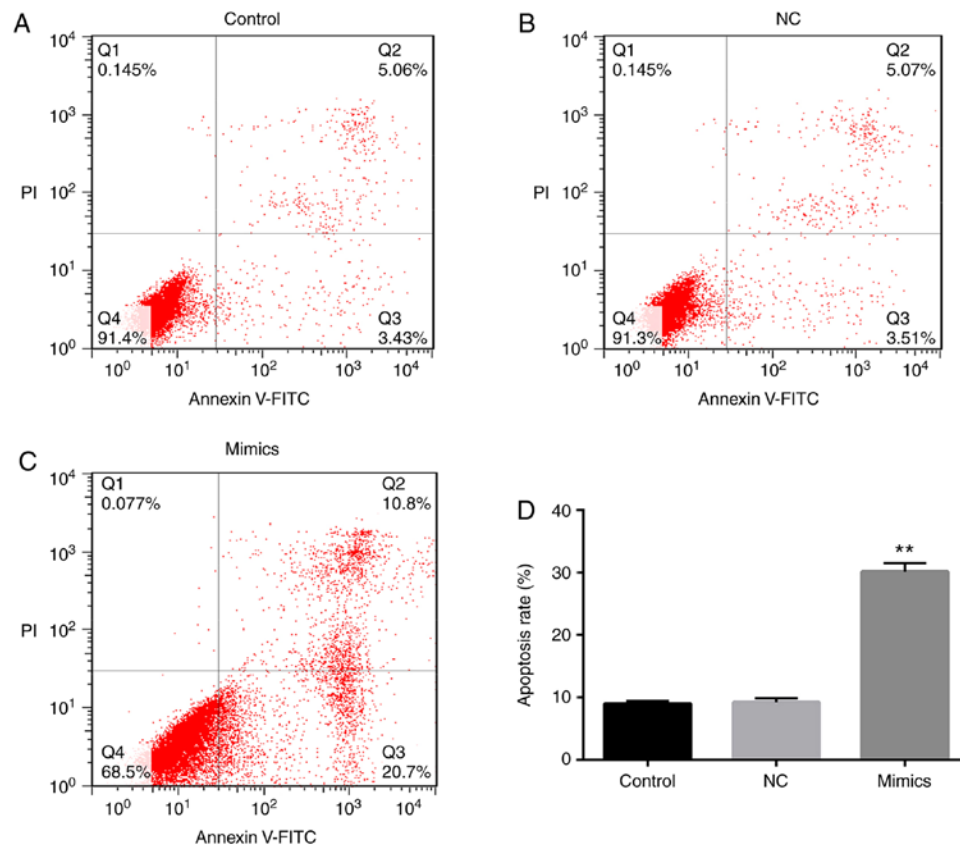 A
Control
10^4
10^3
10^2
10^1
10^0
PI
Q1
0.145%
Q2
5.06%
Q4
91.4%
Q3
3.43%
10^0 10^1 10^2 10^3 10^4
Annexin V-FITC
B
NC
10^4
10^3
10^2
10^1
10^0
PI
Q1
0.145%
Q2
5.07%
Q4
91.3%
Q3
3.51%
10^0 10^1 10^2 10^3 10^4
Annexin V-FITC
C
Mimics
10^4
10^3
10^2
10^1
10^0
PI
Q1
0.077%
Q2
10.8%
Q4
68.5%
Q3
20.7%
10^0 10^1 10^2 10^3 10^4
Annexin V-FITC
D
Apoptosis rate (%)
40
30
20
10
0
**
Control NC Mimics